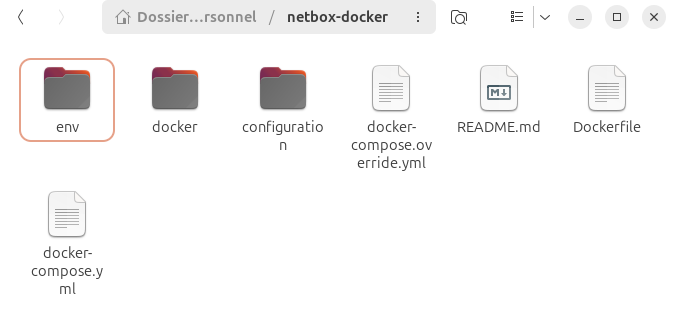 Dossier...rsonnel / netbox-docker
env
docker
configuratio
n
docker-
compose.ov
erride.yml
README.md
Dockerfile
docker-
compose.y
ml